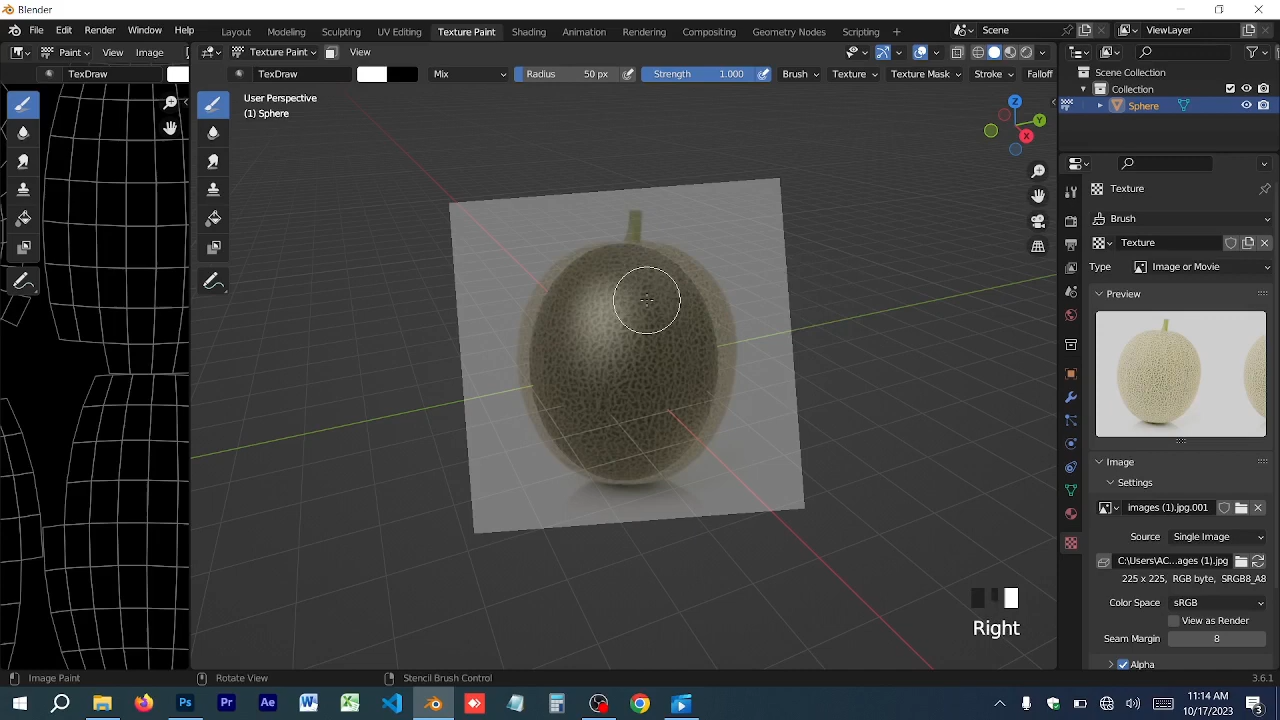 Blender
File Edit Render Window Help
Layout Modeling Sculpting UV Editing Texture Paint Shading Animation Rendering Compositing Geometry Nodes Scripting +
Scene ViewLayer
Paint View Image
Texture Paint View
TexDraw
TexDraw Mix Radius 50 px Strength 1.000 Brush Texture Texture Mask Stroke Falloff
User Perspective
(1) Sphere
Z
Y
X
Scene Collection
Collection
Sphere
Texture
Brush
Texture
Type Image or Movie
Preview
Image
Settings
images (1).jpg.001
Source Single Image
C:\Users\AC...ages (1).jpg
225 x 225, RGB byte, SRGB8_A8
Color Space sRGB
View as Render
Seam Margin 8
Alpha
Right
Image Paint Rotate View Stencil Brush Control 3.6.1
11:14 AM
10/17/2023
3